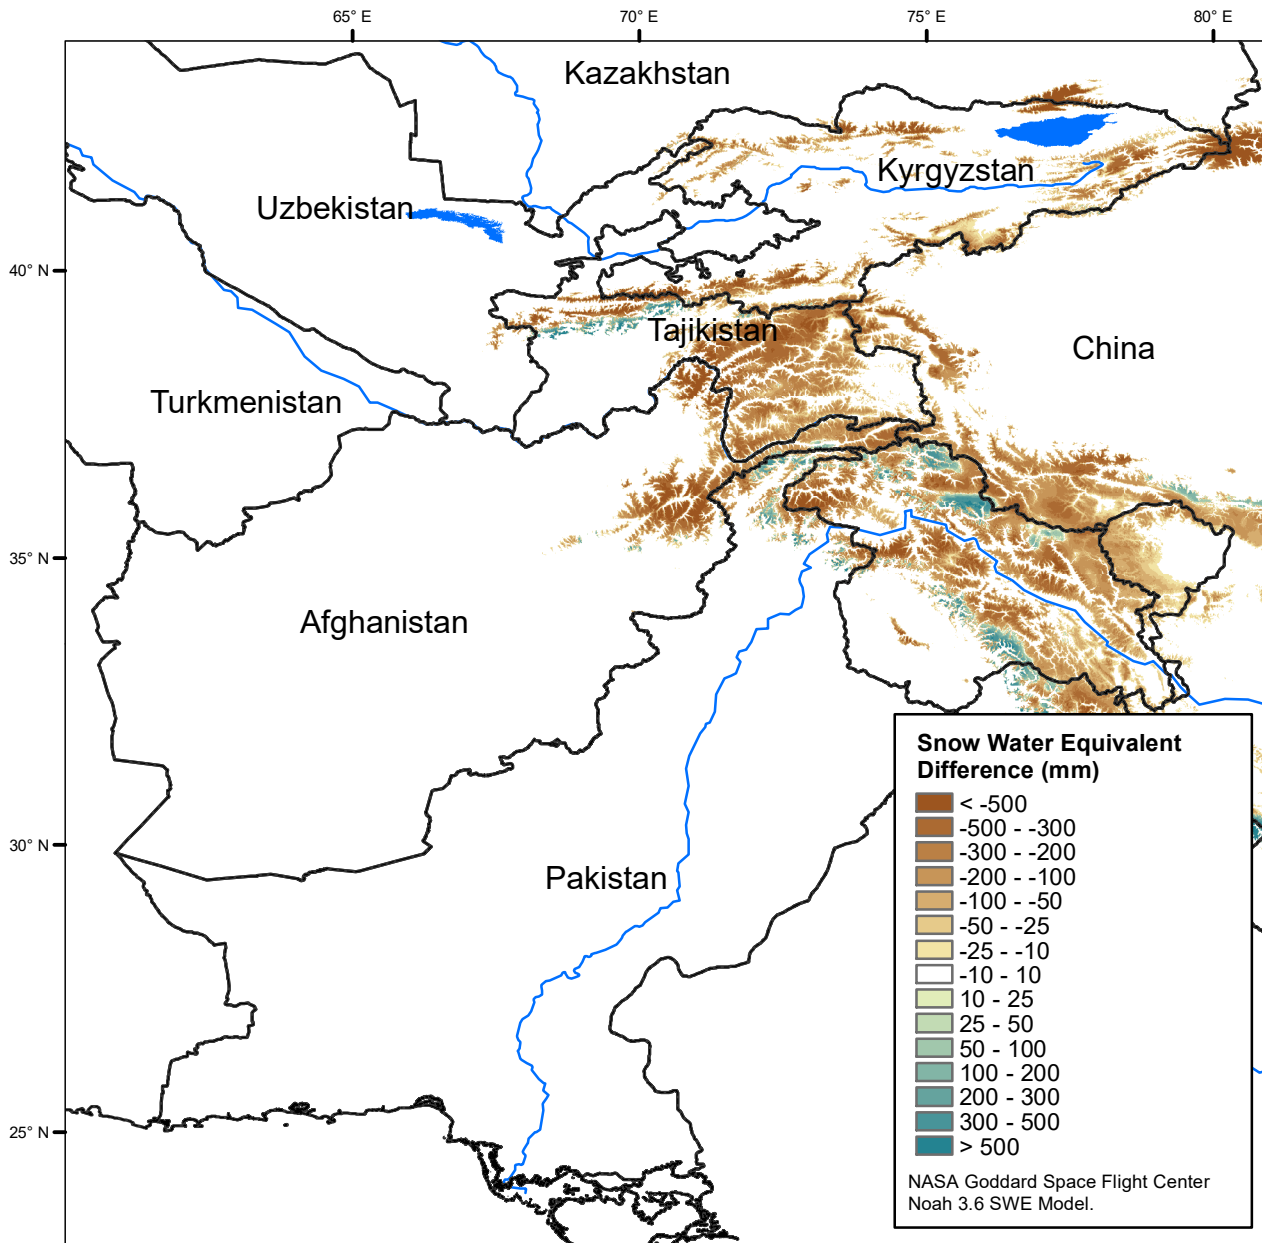 65° E
70° E
75° E
80° E
Kazakhstan
Kyrgyzstan
Uzbekistan
40° N
Tajikistan
China
Turkmenistan
35° N
Afghanistan
30° N
Pakistan
25° N
Snow Water Equivalent
Difference (mm)
< -500
-500 - -300
-300 - -200
-200 - -100
-100 - -50
-50 - -25
-25 - -10
-10 - 10
10 - 25
25 - 50
50 - 100
100 - 200
200 - 300
300 - 500
> 500
NASA Goddard Space Flight Center
Noah 3.6 SWE Model.